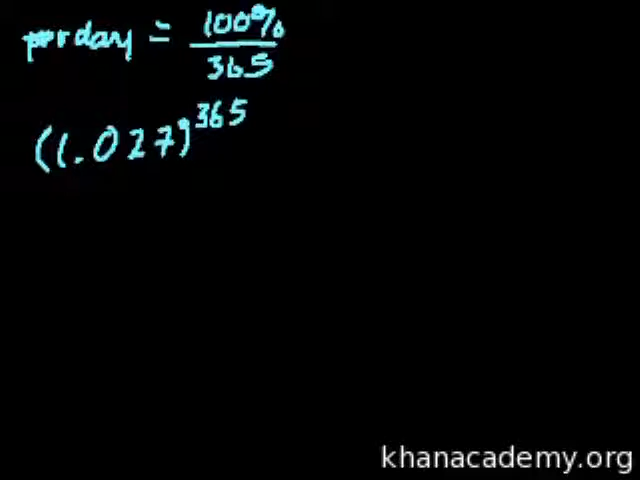 per day = 100%
365
(1.027)^365
khanacademy.org